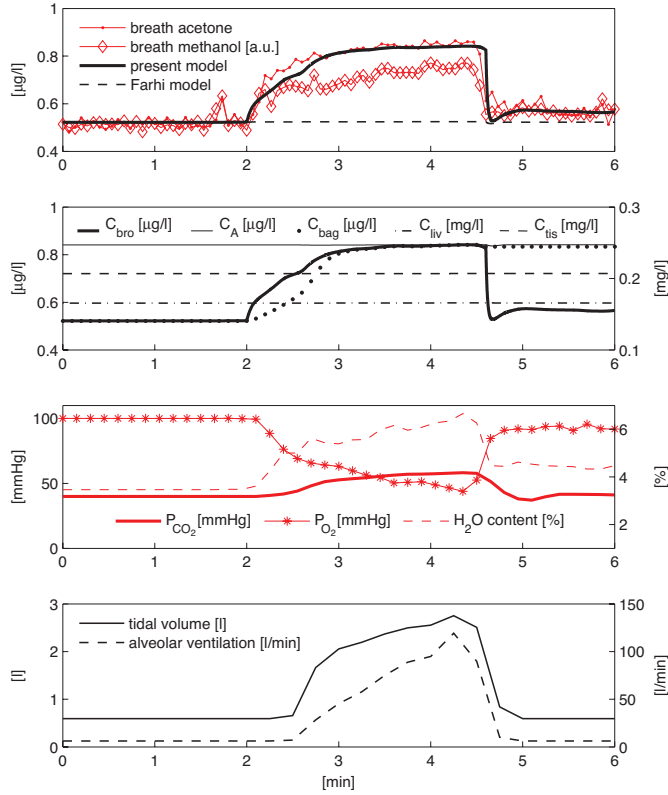 breath acetone
breath methanol [a.u.]
present model
Farhi model
1
0.8
0.6
0.4
[μg/l]
0 1 2 3 4 5 6
C_bro [μg/l] C_A [μg/l] C_bag [μg/l] C_liv [mg/l] C_tis [mg/l]
1
0.8
0.6
0.4
[μg/l]
0.3
0.2
0.1
[mg/l]
0 1 2 3 4 5 6
100
50
0
[mmHg]
6
4
2
[%]
P_CO2 [mmHg] P_O2 [mmHg] H2O content [%]
0 1 2 3 4 5 6
tidal volume [l]
alveolar ventilation [l/min]
3
2
1
0
[l]
150
100
50
0
[l/min]
0 1 2 3 4 5 6
[min]